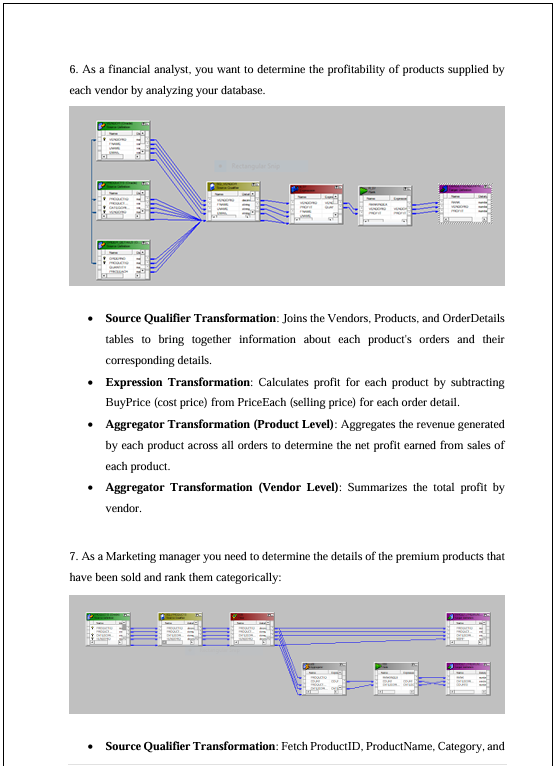 6. As a financial analyst, you want to determine the profitability of products supplied by
each vendor by analyzing your database.
• Source Qualifier Transformation: Joins the Vendors, Products, and OrderDetails
tables to bring together information about each product's orders and their
corresponding details.
• Expression Transformation: Calculates profit for each product by subtracting
BuyPrice (cost price) from PriceEach (selling price) for each order detail.
• Aggregator Transformation (Product Level): Aggregates the revenue generated
by each product across all orders to determine the net profit earned from sales of
each product.
• Aggregator Transformation (Vendor Level): Summarizes the total profit by
vendor.
7. As a Marketing manager you need to determine the details of the premium products that
have been sold and rank them categorically:
• Source Qualifier Transformation: Fetch ProductID, ProductName, Category, and